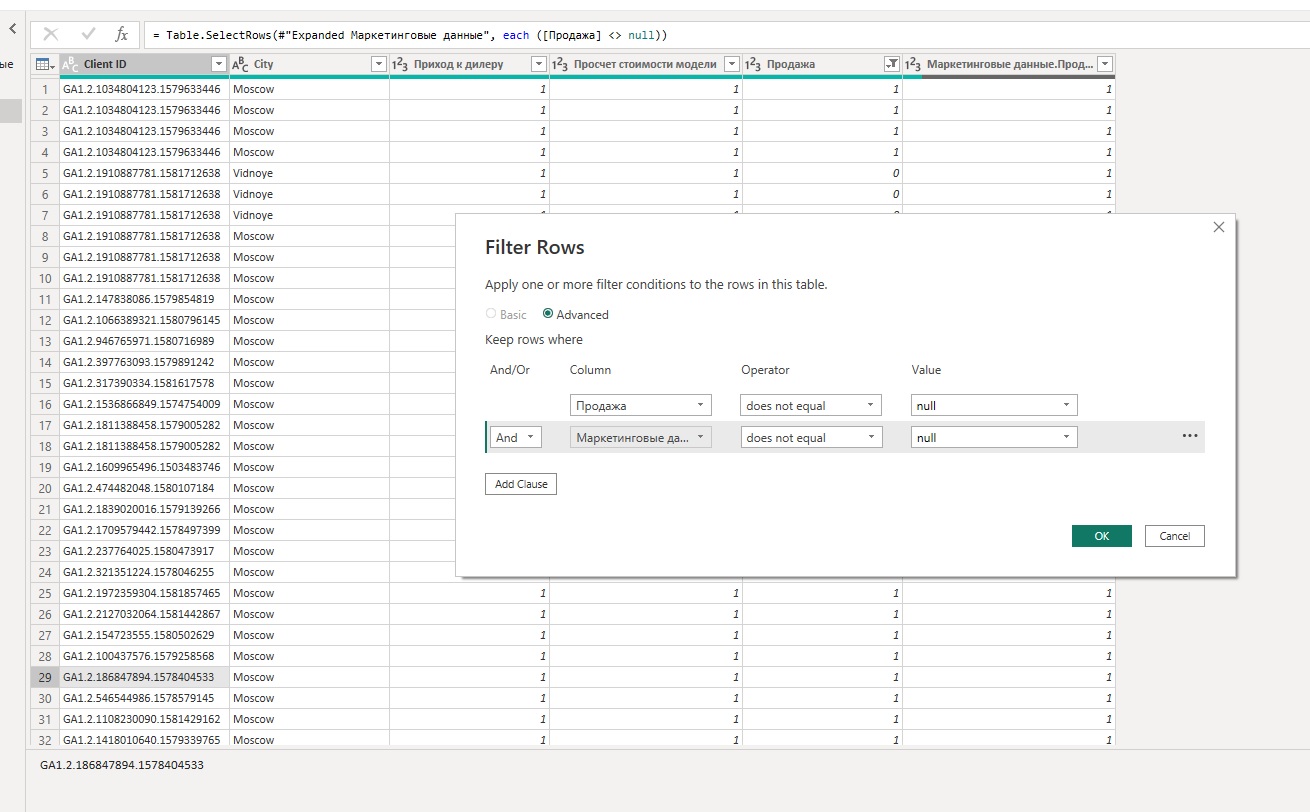 fx = Table.SelectRows(#"Expanded Маркетинговые данные", each ([Продажа] <> null))
ые
ABC Client ID ABC City 123 Приход к дилеру 123 Просчет стоимости модели 123 Продажа 123 Маркетинговые данные.Прод...
1 GA1.2.1034804123.1579633446 Moscow 1 1 1 1
2 GA1.2.1034804123.1579633446 Moscow 1 1 1 1
3 GA1.2.1034804123.1579633446 Moscow 1 1 1 1
4 GA1.2.1034804123.1579633446 Moscow 1 1 1 1
5 GA1.2.1910887781.1581712638 Vidnoye 1 1 0 1
6 GA1.2.1910887781.1581712638 Vidnoye 1 1 0 1
7 GA1.2.1910887781.1581712638 Vidnoye
8 GA1.2.1910887781.1581712638 Moscow
9 GA1.2.1910887781.1581712638 Moscow
10 GA1.2.1910887781.1581712638 Moscow
11 GA1.2.147838086.1579854819 Moscow
12 GA1.2.1066389321.1580796145 Moscow
13 GA1.2.946765971.1580716989 Moscow
14 GA1.2.397763093.1579891242 Moscow
15 GA1.2.317390334.1581617578 Moscow
16 GA1.2.1536866849.1574754009 Moscow
17 GA1.2.1811388458.1579005282 Moscow
18 GA1.2.1811388458.1579005282 Moscow
19 GA1.2.1609965496.1503483746 Moscow
20 GA1.2.474482048.1580107184 Moscow
21 GA1.2.1839020016.1579139266 Moscow
22 GA1.2.1709579442.1578497399 Moscow
23 GA1.2.237764025.1580473917 Moscow
24 GA1.2.321351224.1578046255 Moscow
25 GA1.2.1972359304.1581857465 Moscow 1 1 1 1
26 GA1.2.2127032064.1581442867 Moscow 1 1 1 1
27 GA1.2.154723555.1580502629 Moscow 1 1 1 1
28 GA1.2.100437576.1579258568 Moscow 1 1 1 1
29 GA1.2.186847894.1578404533 Moscow 1 1 1 1
30 GA1.2.546544986.1578579145 Moscow 1 1 1 1
31 GA1.2.1108230090.1581429162 Moscow 1 1 1 1
32 GA1.2.1418010640.1579339765 Moscow 1 1 1 1
Filter Rows
Apply one or more filter conditions to the rows in this table.
Basic Advanced
Keep rows where
And/Or Column Operator Value
Продажа does not equal null
And Маркетинговые да... does not equal null ...
Add Clause
OK Cancel
GA1.2.186847894.1578404533